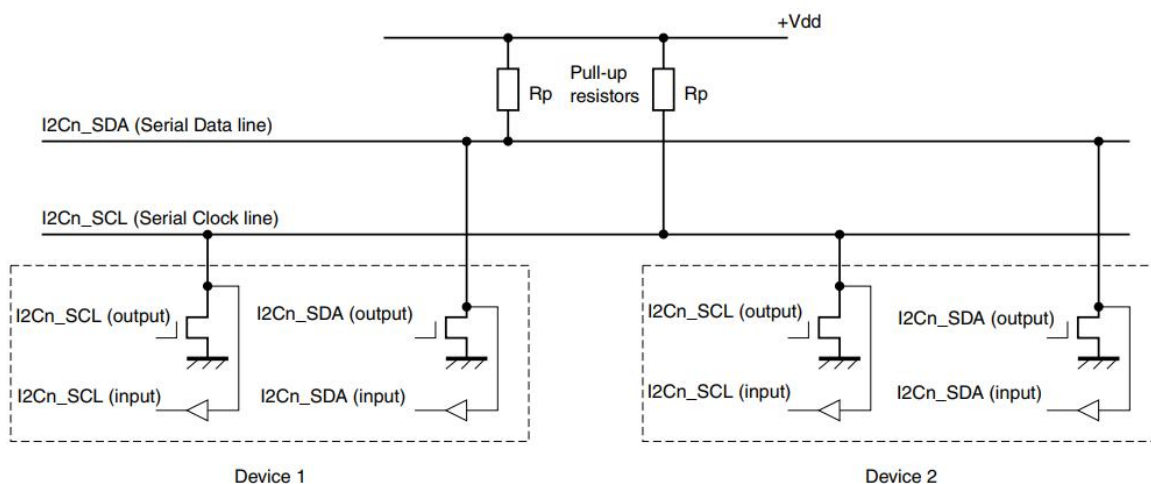 +Vdd
Pull-up
resistors
Rp
Rp
I2Cn_SDA (Serial Data line)
I2Cn_SCL (Serial Clock line)
I2Cn_SCL (output)
I2Cn_SDA (output)
I2Cn_SCL (input)
I2Cn_SDA (input)
Device 1
I2Cn_SCL (output)
I2Cn_SDA (output)
I2Cn_SCL (input)
I2Cn_SDA (input)
Device 2